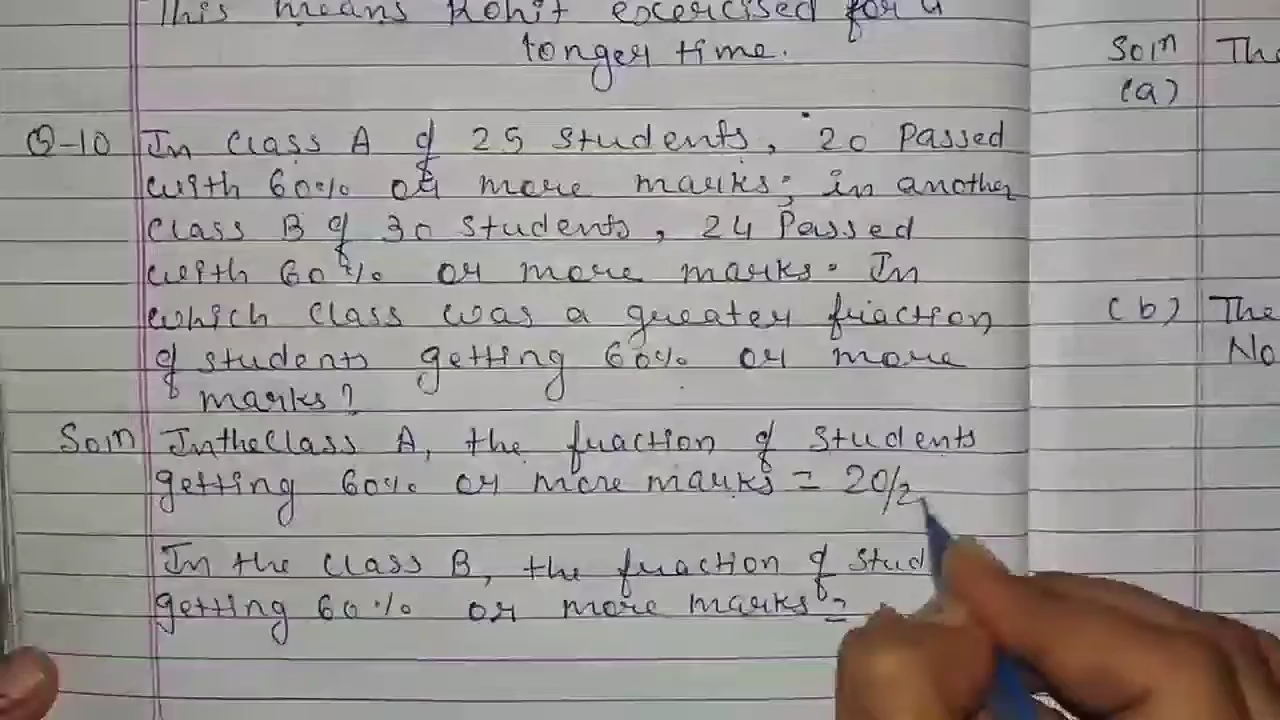 This means Rohit excercised for a
longer time.
Q-10 In Class A of 25 students, 20 Passed
with 60% or more marks; in another
Class B of 30 students, 24 Passed
with 60% or more marks. In
which class was a greater fraction
of students getting 60% or more
marks?
Soln In the Class A, the fraction of students
getting 60% or more marks = 20/2
In the Class B, the fraction of Stud
getting 60% or more marks =
Soln The
(a)
(b) The
No